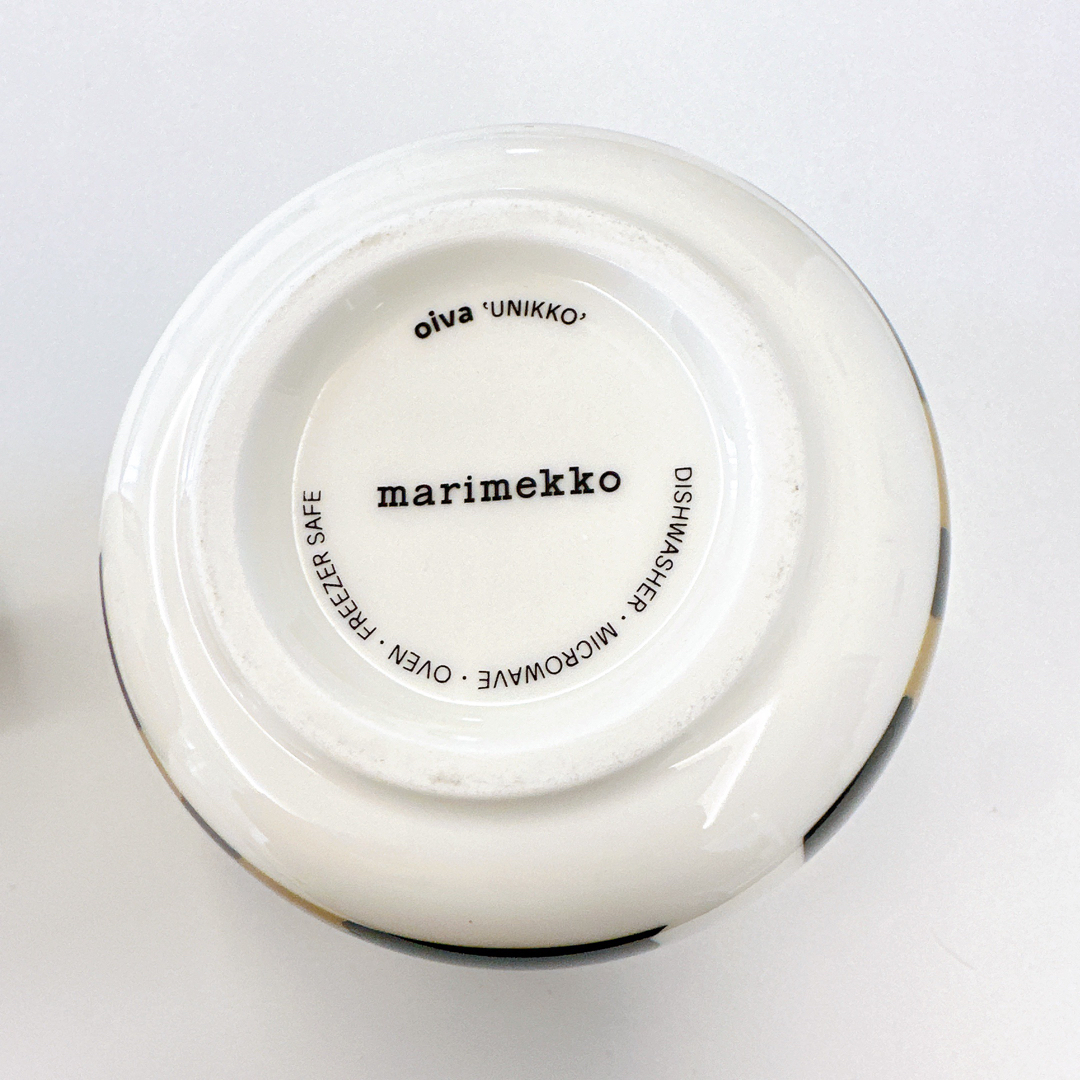 oiva ‘UNIKKO’
marimekko
DISHWASHER · MICROWAVE · OVEN · FREEZER SAFE